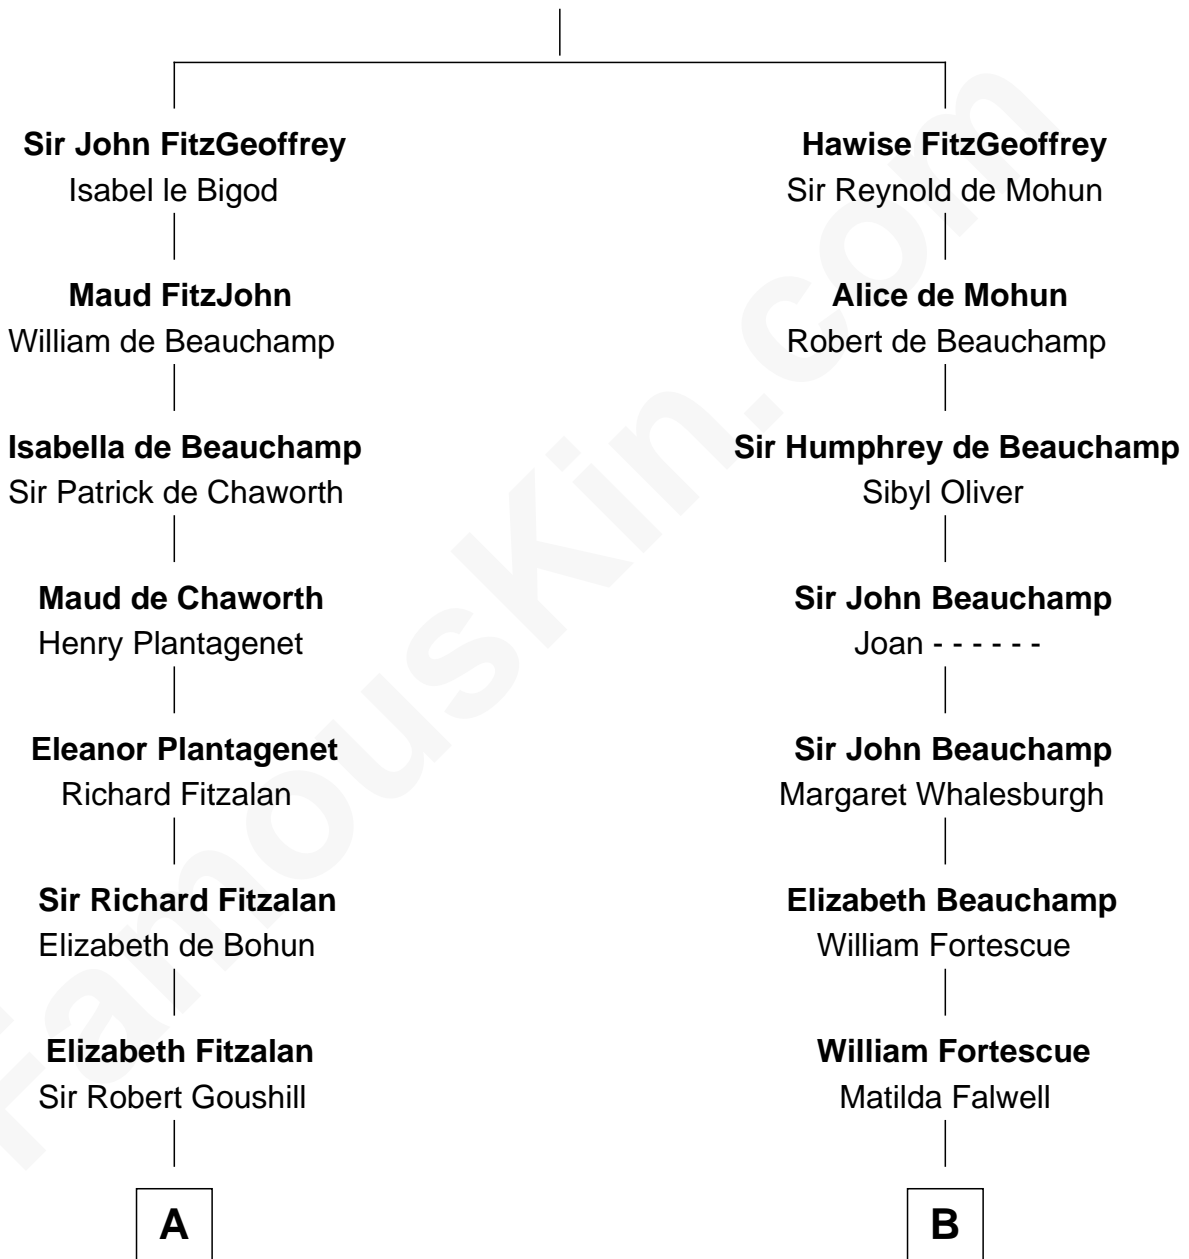 Sir John FitzGeoffrey
Isabel le Bigod
Maud FitzJohn
William de Beauchamp
Isabella de Beauchamp
Sir Patrick de Chaworth
Maud de Chaworth
Henry Plantagenet
Eleanor Plantagenet
Richard Fitzalan
Sir Richard Fitzalan
Elizabeth de Bohun
Elizabeth Fitzalan
Sir Robert Goushill
A
Hawise FitzGeoffrey
Sir Reynold de Mohun
Alice de Mohun
Robert de Beauchamp
Sir Humphrey de Beauchamp
Sibyl Oliver
Sir John Beauchamp
Joan - - - - - -
Sir John Beauchamp
Margaret Whalesburgh
Elizabeth Beauchamp
William Fortescue
William Fortescue
Matilda Falwell
B
FamousKin.com